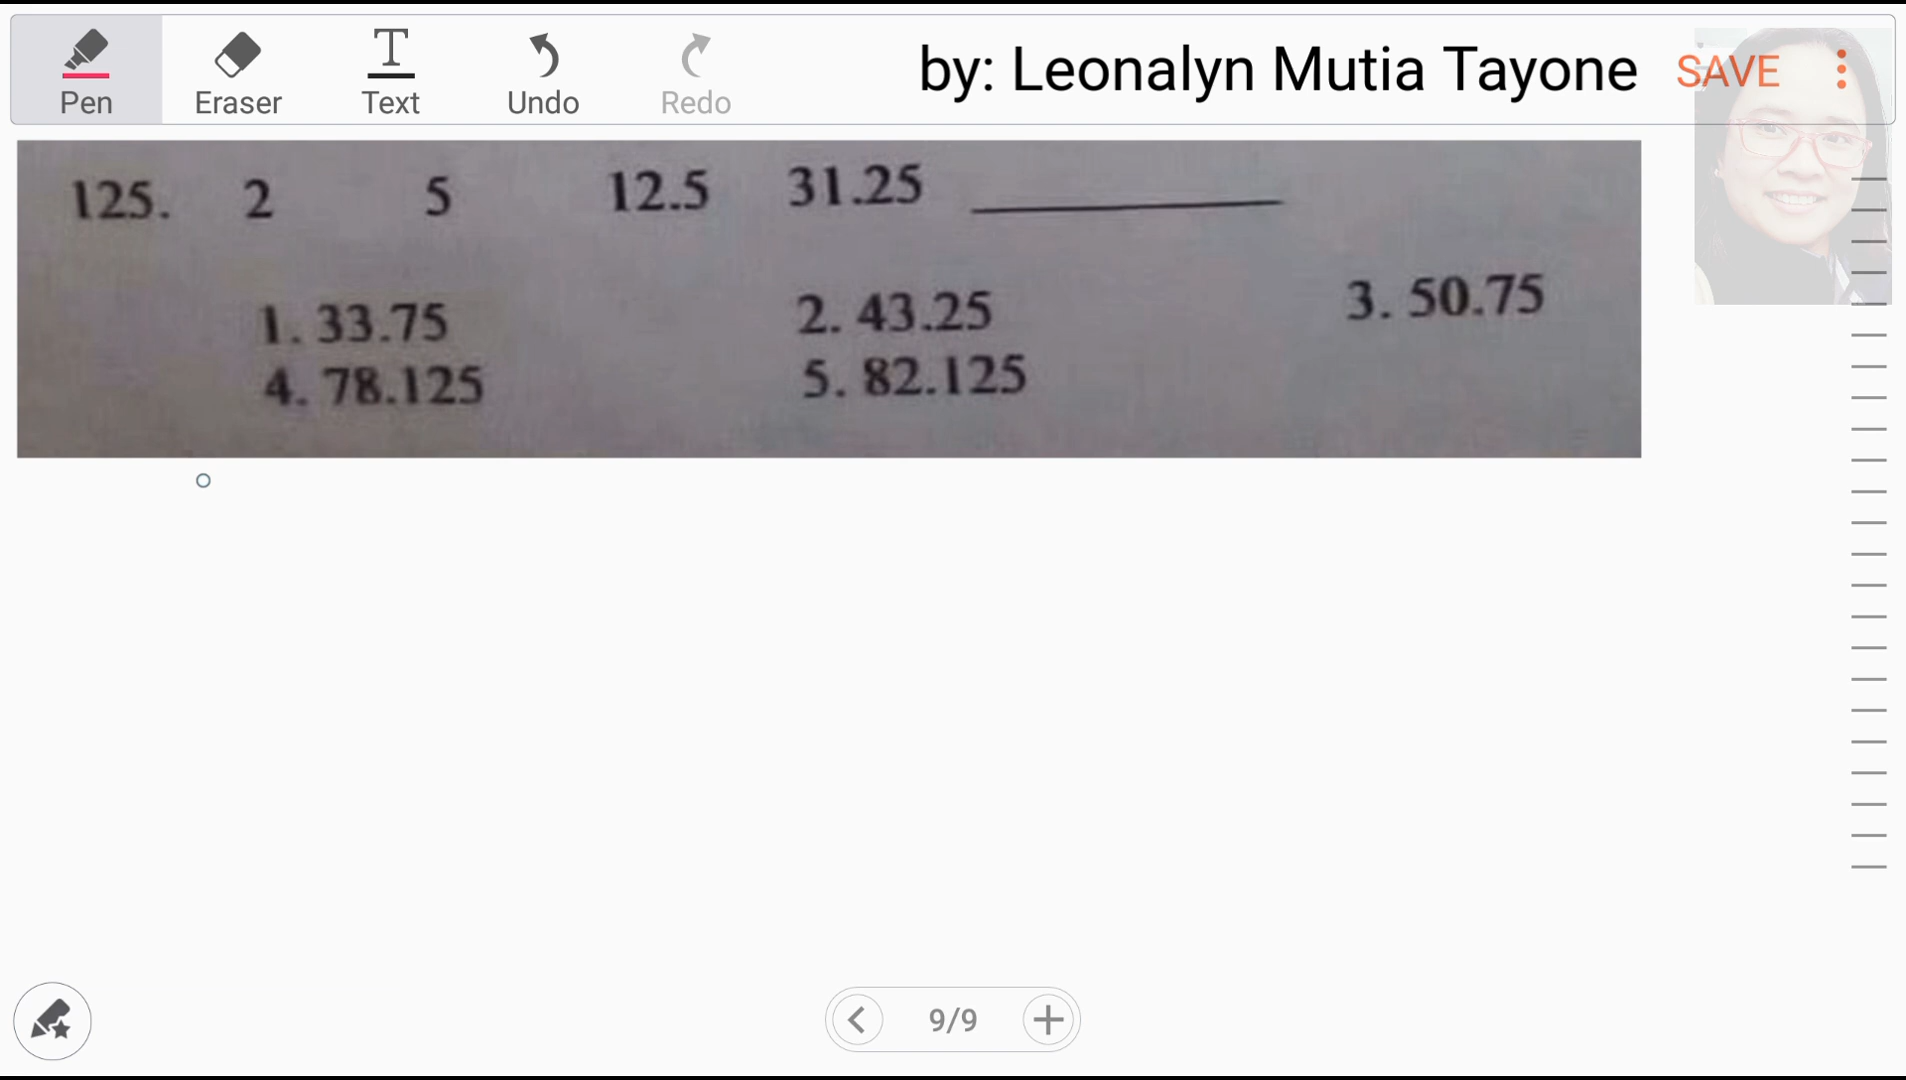 Pen Eraser Text Undo Redo by: Leonalyn Mutia Tayone SAVE
125. 2 5 12.5 31.25 __________
1. 33.75 2. 43.25 3. 50.75
4. 78.125 5. 82.125
9/9